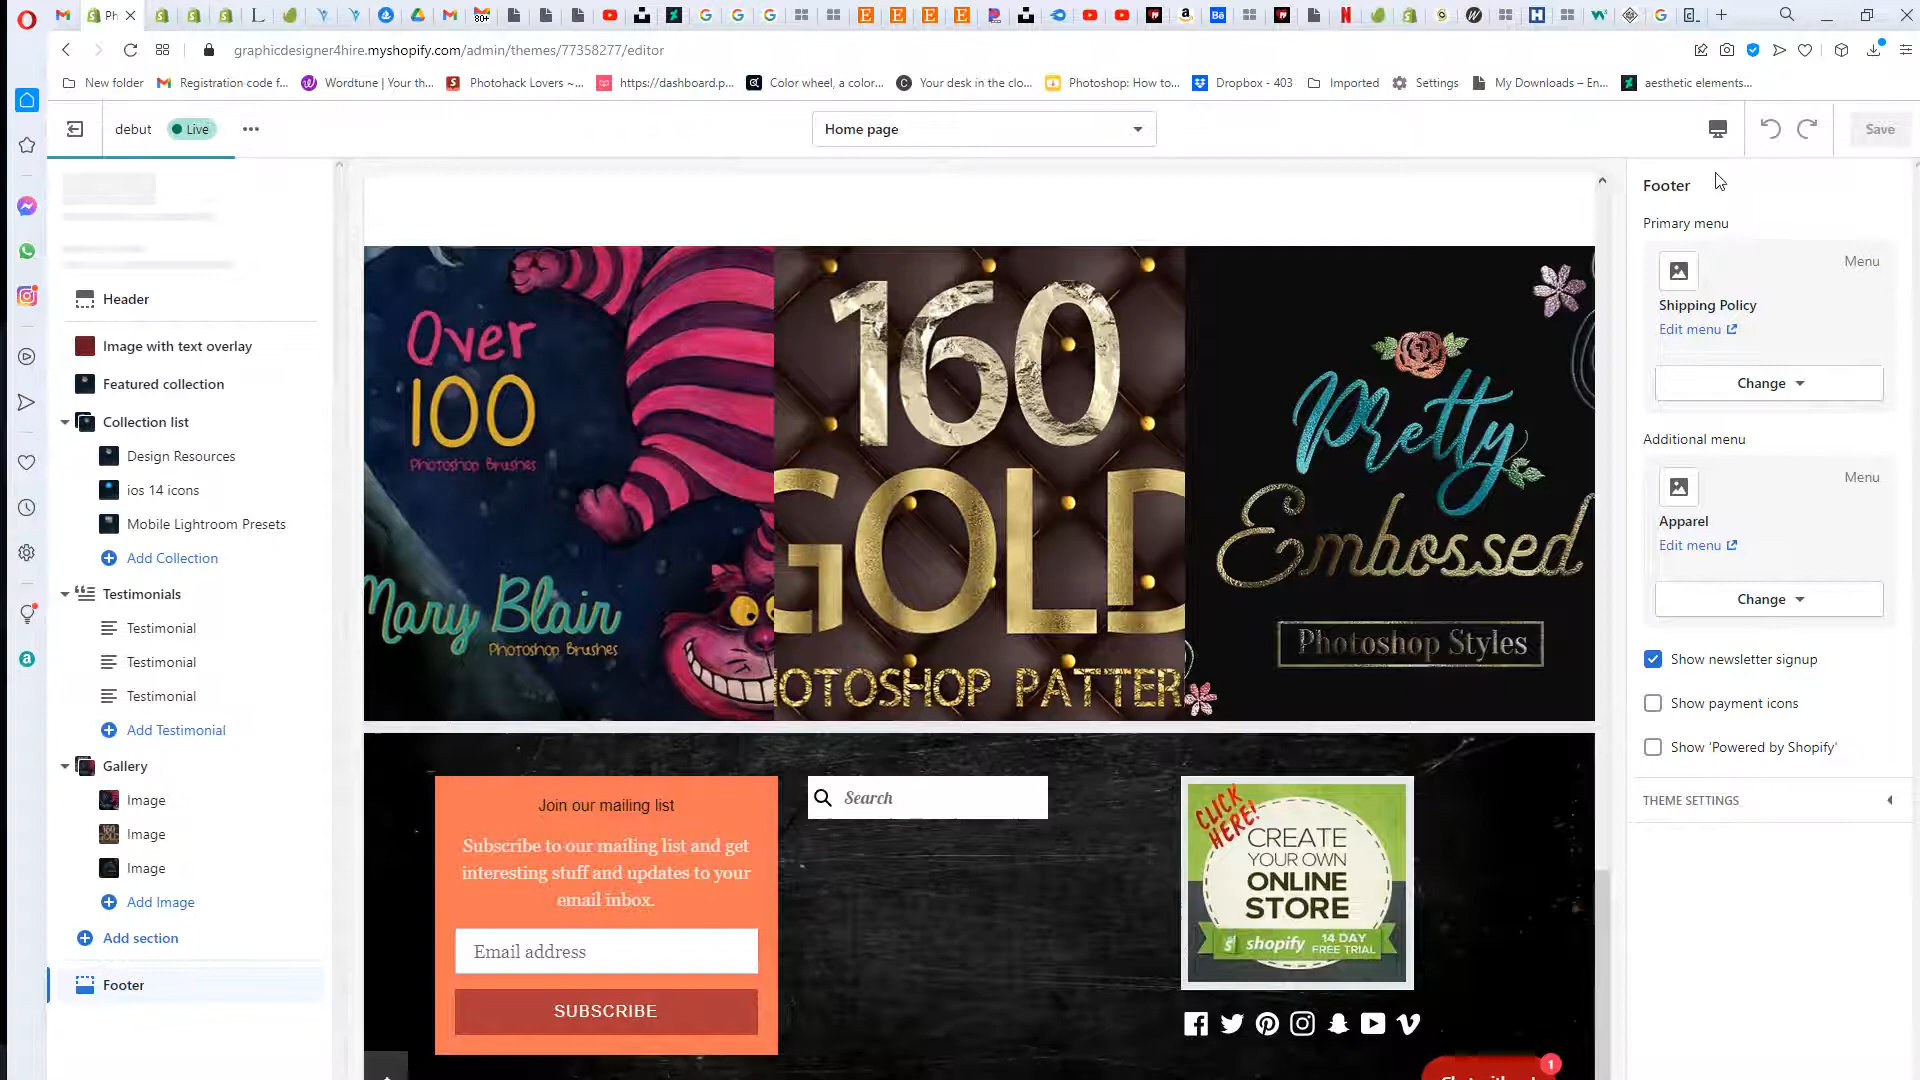 Ph
80+
graphicdesigner4hire.myshopify.com/admin/themes/77358277/editor
New folder
Registration code f...
Wordtune | Your th...
Photohack Lovers ~...
https://dashboard.p...
Color wheel, a color...
Your desk in the clo...
Photoshop: How to...
Dropbox - 403
Imported
Settings
My Downloads – En...
aesthetic elements...
debut
Live
Home page
Save
Header
Image with text overlay
Featured collection
Collection list
Design Resources
ios 14 icons
Mobile Lightroom Presets
Add Collection
Testimonials
Testimonial
Testimonial
Testimonial
Add Testimonial
Gallery
Image
Image
Image
Add Image
Add section
Footer
Over
100
Photoshop Brushes
Mary Blair
Photoshop Brushes
160
GOLD
OTOSHOP PATTER
Pretty
Embossed
Photoshop Styles
Join our mailing list
Subscribe to our mailing list and get
interesting stuff and updates to your
email inbox.
Email address
SUBSCRIBE
Search
CLICK
HERE!
CREATE
YOUR OWN
ONLINE
STORE
shopify
14 DAY
FREE TRIAL
1
Footer
Primary menu
Menu
Shipping Policy
Edit menu
Change
Additional menu
Menu
Apparel
Edit menu
Change
Show newsletter signup
Show payment icons
Show 'Powered by Shopify'
THEME SETTINGS